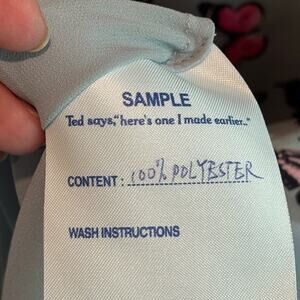 SAMPLE
Ted says,"here's one I made earlier.."
CONTENT : 100% POLYESTER
WASH INSTRUCTIONS